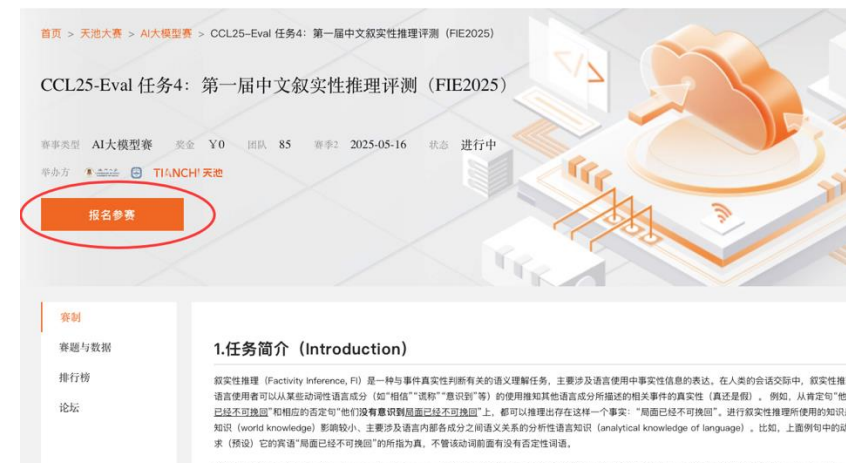 首页 > 天池大赛 > AI大模型赛 > CCL25-Eval 任务4：第一届中文叙实性推理评测（FIE2025）
CCL25-Eval 任务4：第一届中文叙实性推理评测（FIE2025）
赛事类型 AI大模型赛 奖金 ¥0 团队 85 赛季2 2025-05-16 状态 进行中
举办方 TIANCHI 天池
报名参赛
赛制
赛题与数据
排行榜
论坛
1.任务简介（Introduction）
叙实性推理（Factivity Inference, FI）是一种与事件真实性判断有关的语义理解任务，主要涉及语言使用中事实性信息的表达。在人类的会话交际中，叙实性推
语言使用者可以从某些动词性语言成分（如“相信”“谎称”“意识到”等）的使用推知其他语言成分所描述的相关事件的真实性（真还是假）。 例如，从肯定句“他
已经不可挽回”和相应的否定句“他们没有意识到局面已经不可挽回”上，都可以推理出存在这样一个事实：“局面已经不可挽回”。进行叙实性推理所使用的知识
知识（world knowledge）影响较小、主要涉及语言内部各成分之间语义关系的分析性语言知识（analytical knowledge of language）。比如，上面例句中的动
求（预设）它的宾语“局面已经不可挽回”的所指为真，不管该动词前面有没有否定性词语。